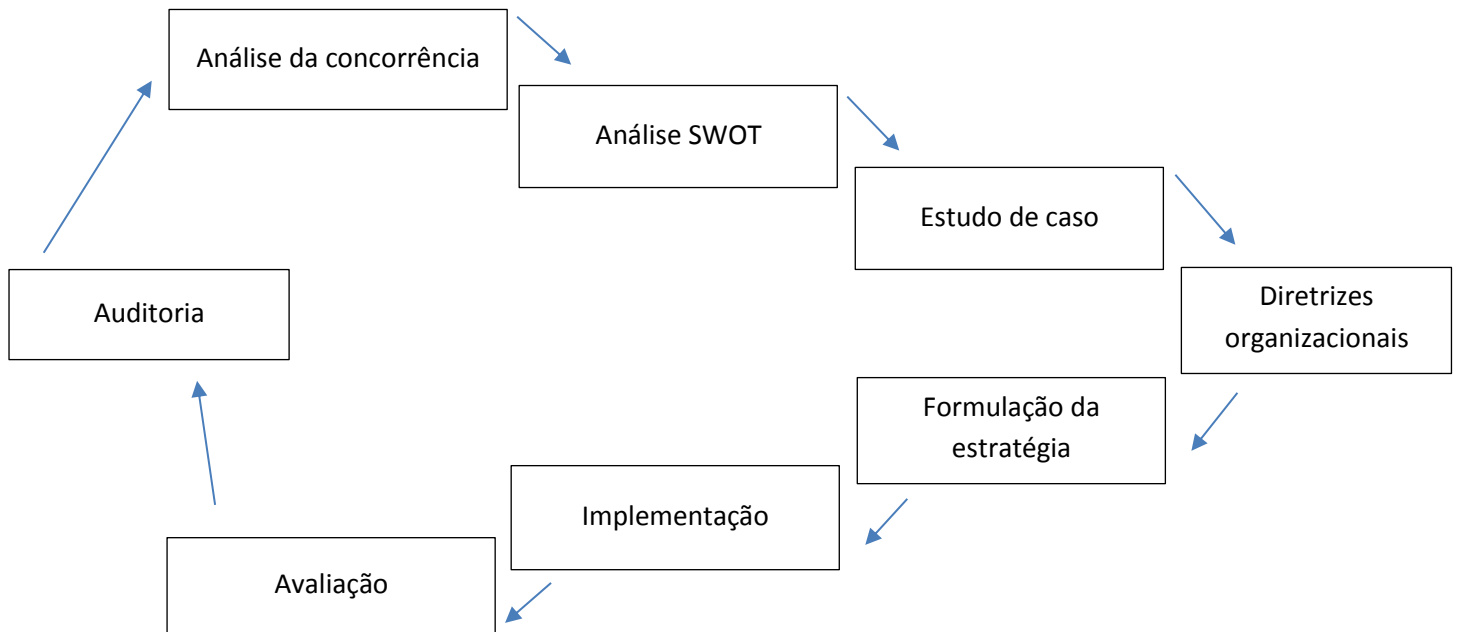 Análise da concorrência
Análise SWOT
Estudo de caso
Diretrizes
organizacionais
Formulação da
estratégia
Implementação
Avaliação
Auditoria